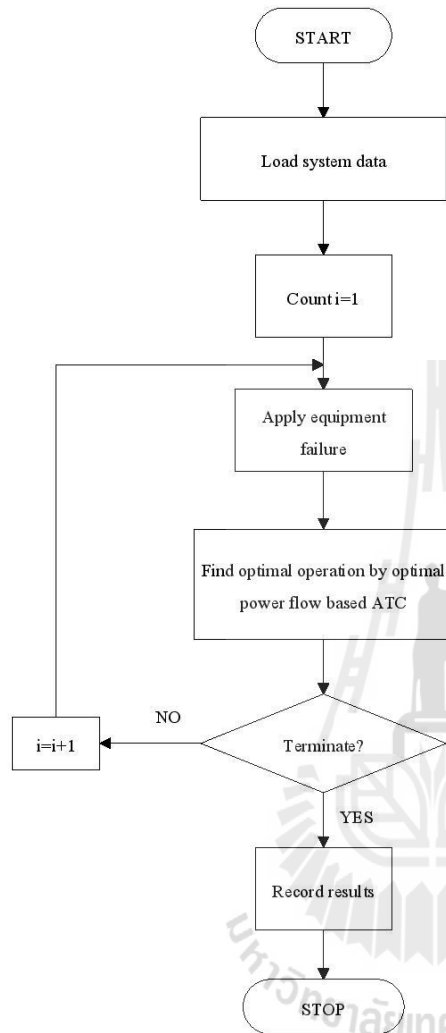 START
Load system data
Count i=1
Apply equipment
failure
Find optimal operation by optimal
power flow based ATC
NO
i=i+1
Terminate?
YES
Record results
STOP